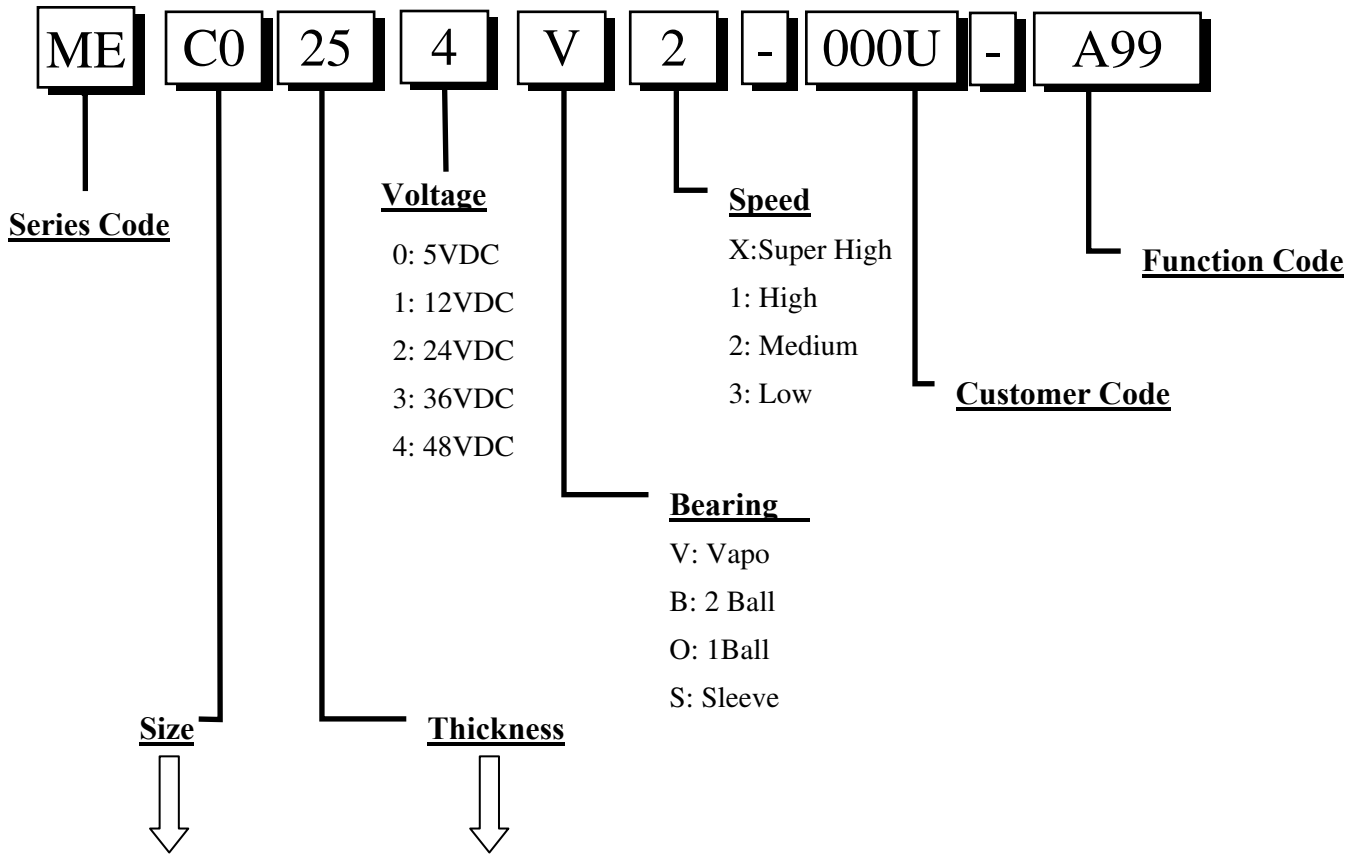 ME C0 25 4 V 2 - 000U - A99
Series Code
Voltage
0: 5VDC
1: 12VDC
2: 24VDC
3: 36VDC
4: 48VDC
Speed
X:Super High
1: High
2: Medium
3: Low
Function Code
Customer Code
Bearing
V: Vapo
B: 2 Ball
O: 1Ball
S: Sleeve
Size
Thickness